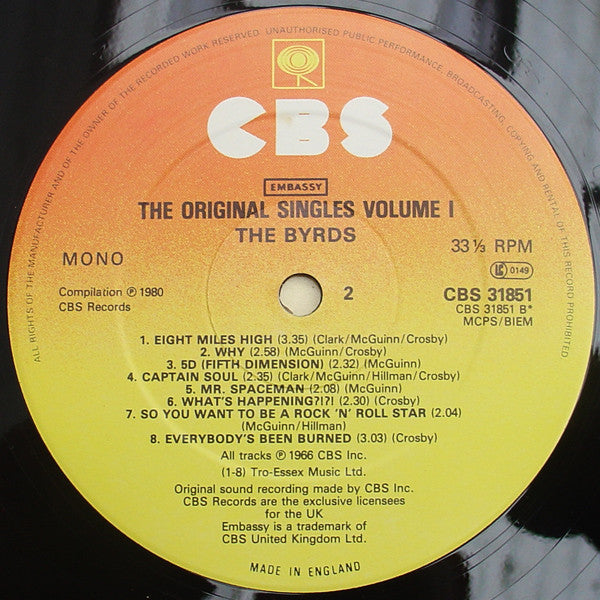 ALL RIGHTS OF THE MANUFACTURER AND OF THE OWNER OF THE RECORDED WORK RESERVED. UNAUTHORISED PUBLIC PERFORMANCE, BROADCASTING, COPYING AND RENTAL OF THIS RECORD PROHIBITED.
CBS
EMBASSY
THE ORIGINAL SINGLES VOLUME I
THE BYRDS
MONO
33⅓ RPM
LC 0149
Compilation ℗ 1980
CBS Records
2
CBS 31851
CBS 31851 B*
MCPS/BIEM
1. EIGHT MILES HIGH (3.35) (Clark/McGuinn/Crosby)
2. WHY (2.58) (McGuinn/Crosby)
3. 5D (FIFTH DIMENSION) (2.32) (McGuinn)
4. CAPTAIN SOUL (2.35) (Clark/McGuinn/Hillman/Crosby)
5. MR. SPACEMAN (2.08) (McGuinn)
6. WHAT'S HAPPENING?!?! (2.30) (Crosby)
7. SO YOU WANT TO BE A ROCK 'N' ROLL STAR (2.04)
(McGuinn/Hillman)
8. EVERYBODY'S BEEN BURNED (3.03) (Crosby)
All tracks ℗ 1966 CBS Inc.
(1-8) Tro-Essex Music Ltd.
Original sound recording made by CBS Inc.
CBS Records are the exclusive licensees
for the UK
Embassy is a trademark of
CBS United Kingdom Ltd.
MADE IN ENGLAND